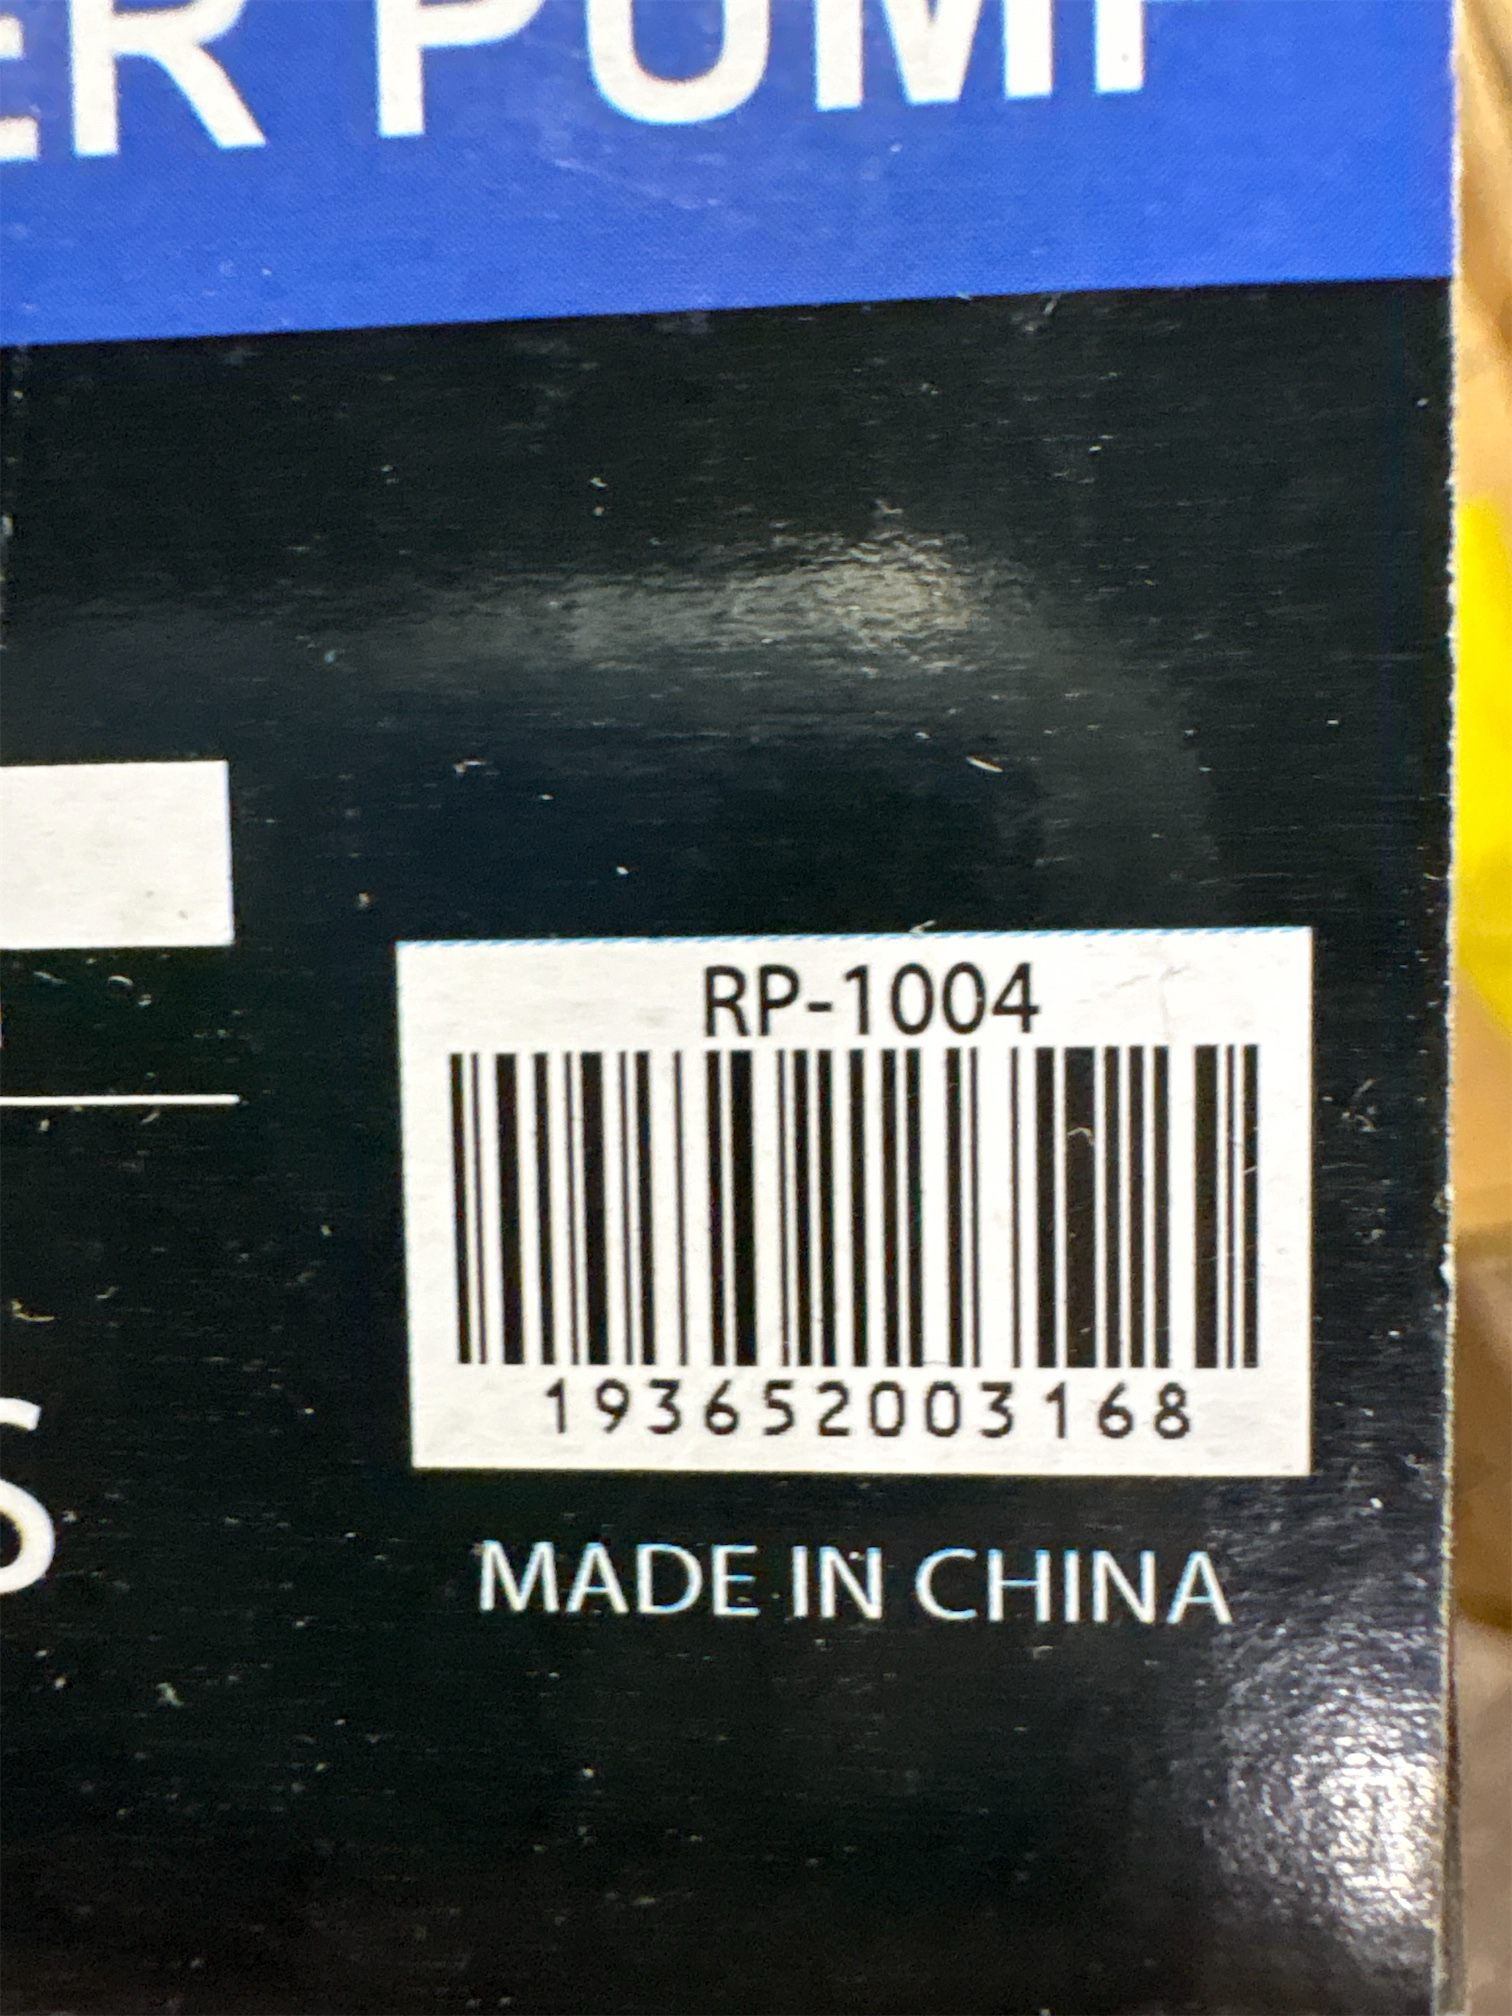 ER PUMP
RP-1004
193652003168
S
MADE IN CHINA